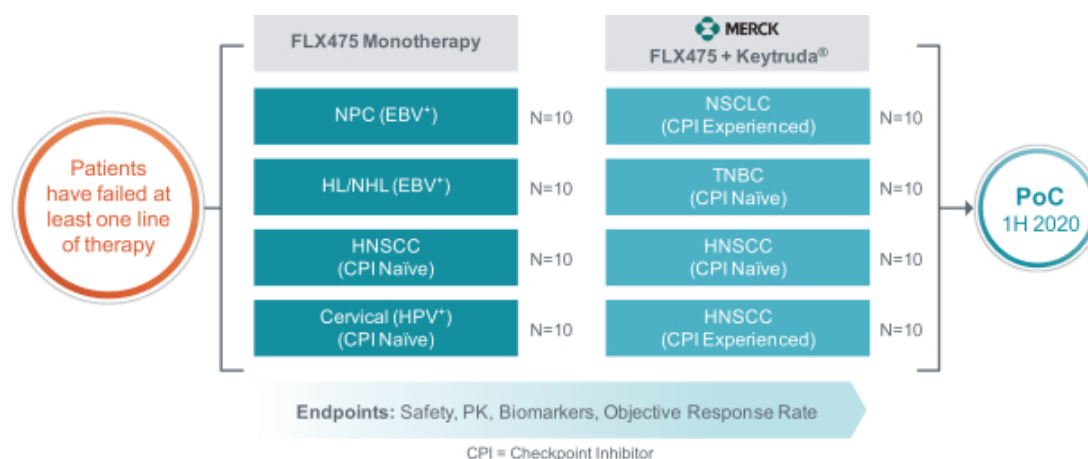 FLX475 Monotherapy
MERCK
FLX475 + Keytruda®
Patients
have failed at
least one line
of therapy
NPC (EBV⁺)
N=10
HL/NHL (EBV⁺)
N=10
HNSCC
(CPI Naïve)
N=10
Cervical (HPV⁺)
(CPI Naïve)
N=10
NSCLC
(CPI Experienced)
N=10
TNBC
(CPI Naïve)
N=10
HNSCC
(CPI Naïve)
N=10
HNSCC
(CPI Experienced)
N=10
PoC
1H 2020
Endpoints: Safety, PK, Biomarkers, Objective Response Rate
CPI = Checkpoint Inhibitor